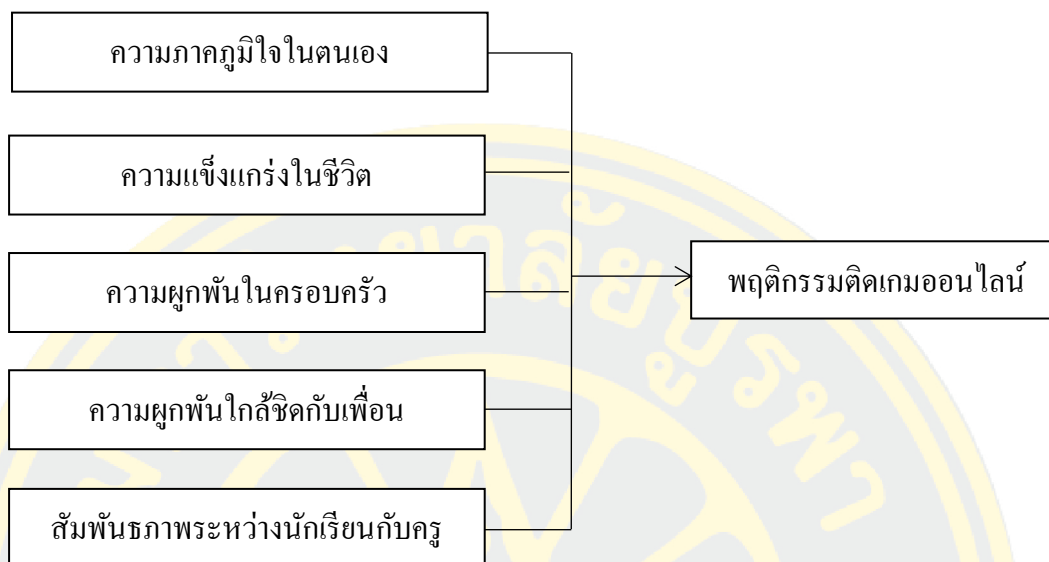 ความภาคภูมิใจในตนเอง
ความแข็งแกร่งในชีวิต
ความผูกพันในครอบครัว
พฤติกรรมติดเกมออนไลน์
ความผูกพันใกล้ชิดกับเพื่อน
สัมพันธภาพระหว่างนักเรียนกับครู